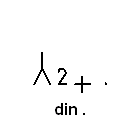 ⅄2+ .
din .